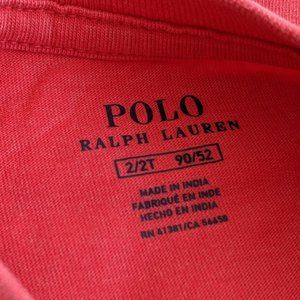 POLO
RALPH LAUREN
2/2T 90/52
MADE IN INDIA
FABRIQUÉ EN INDE
HECHO EN INDIA
RN 41381/CA 56650